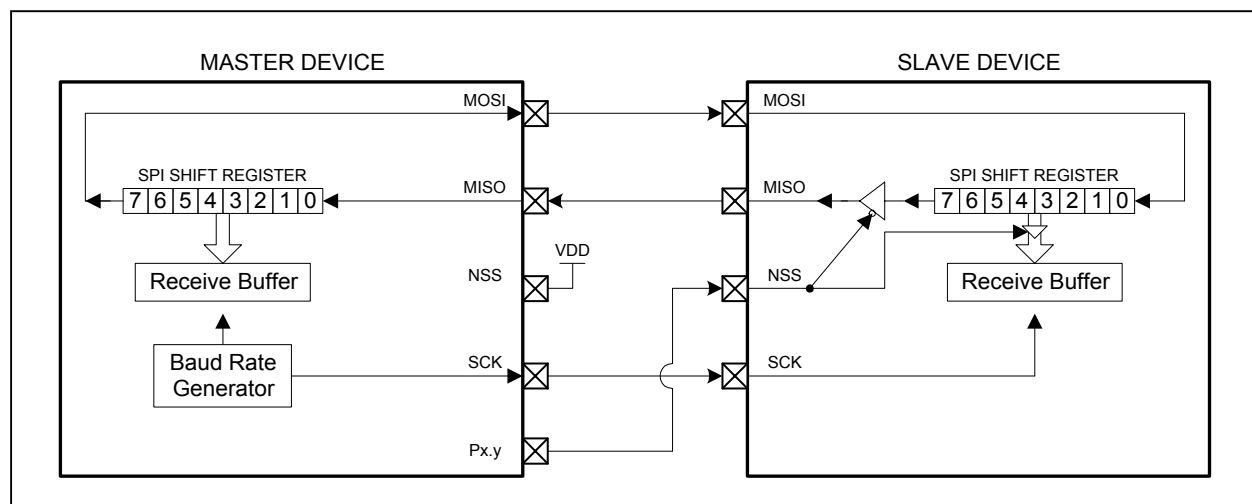 MASTER DEVICE
MOSI
SPI SHIFT REGISTER
7 6 5 4 3 2 1 0
MISO
Receive Buffer
NSS
VDD
Baud Rate
Generator
SCK
Px.y
SLAVE DEVICE
MOSI
MISO
SPI SHIFT REGISTER
7 6 5 4 3 2 1 0
NSS
Receive Buffer
SCK